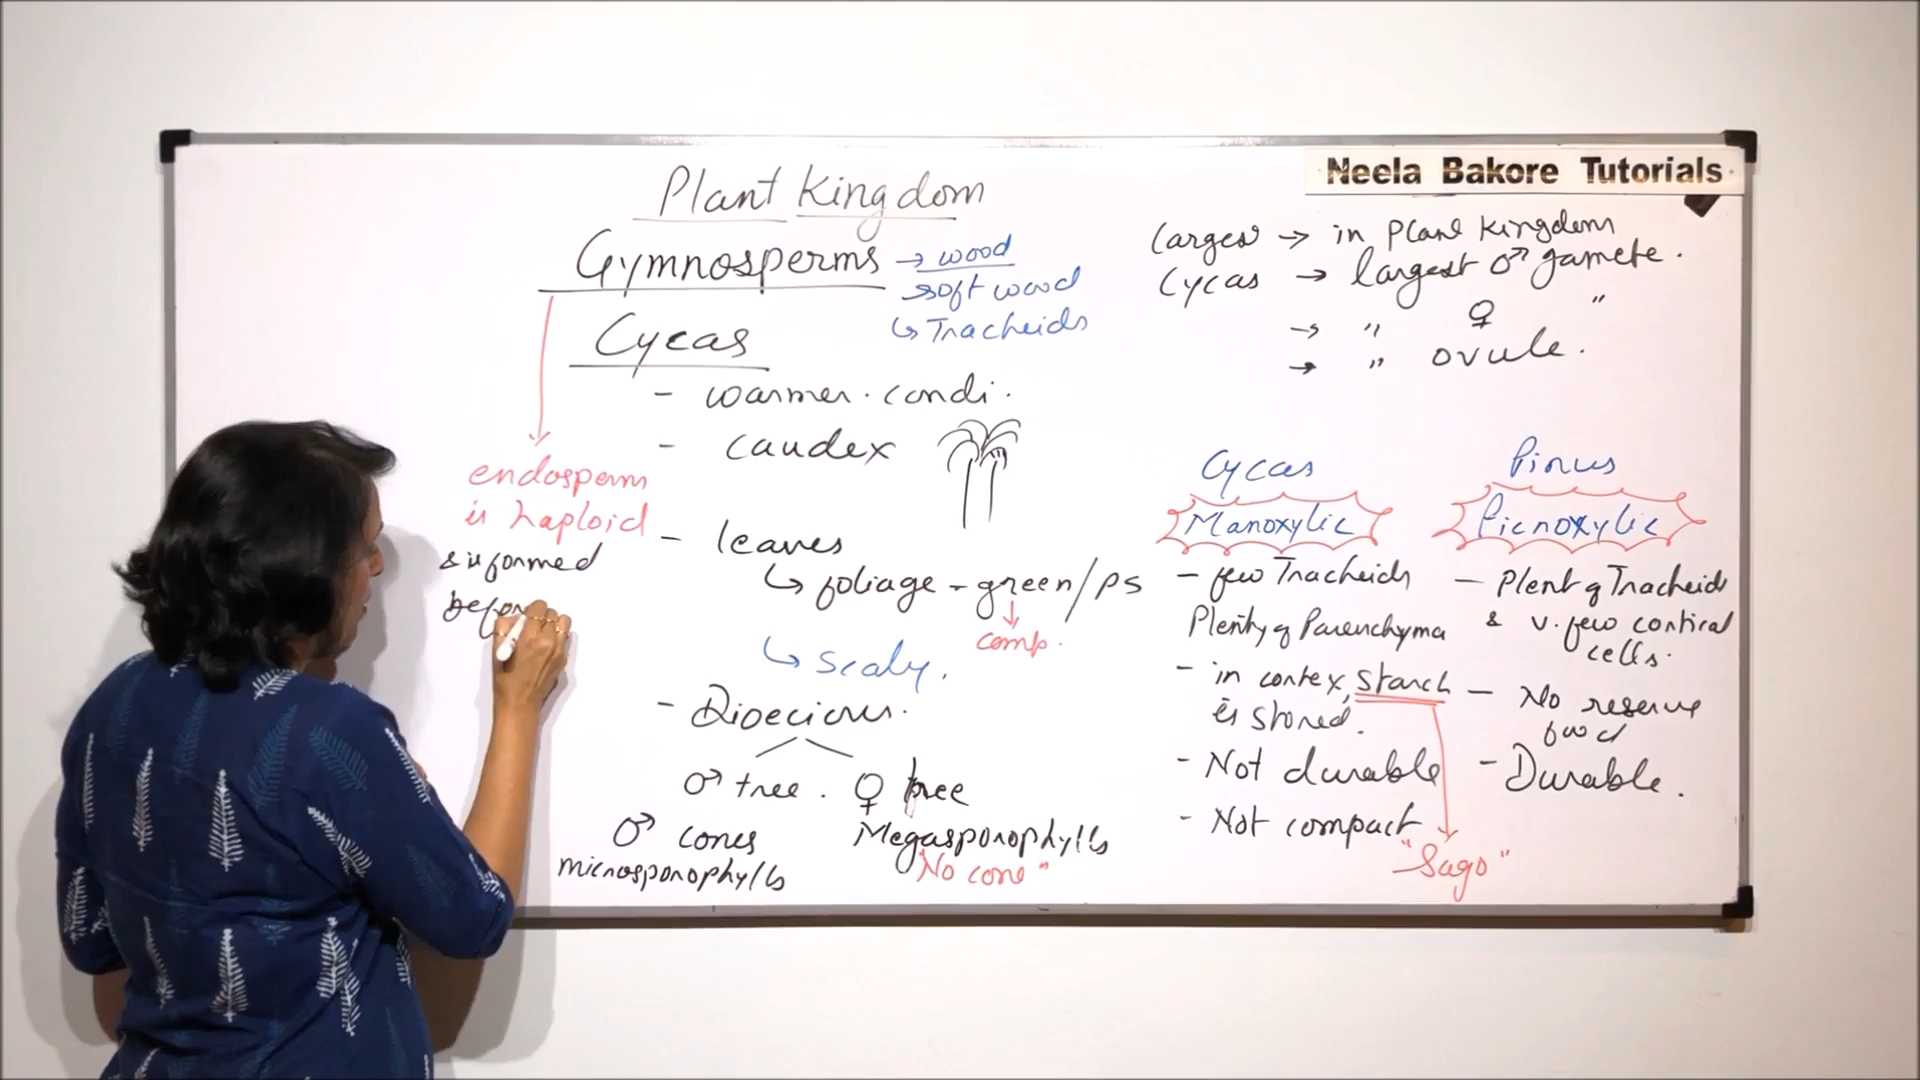 Neela Bakore Tutorials
Plant Kingdom
Gymnosperms → wood
→ soft wood
↳ Tracheids
Cycas
- warmer. condi.
- caudex
- leaves
↳ foliage - green/PS
↓
comp.
↳ scaly.
- Dioecious.
♂ tree. ♀ tree
♂ cones
microsporophylls
Megasporophylls
"No cone"
endosperm
is haploid
& is formed
befor
Larges → in Plant Kingdom
Cycas → largest ♂ gamete.
→ " ♀ "
→ " ovule.
Cycas
Manoxylic
- few Tracheids
Plenty of Parenchyma
- in cortex, starch
is stored.
- Not durable
- Not compact
"Sago"
Pinus
Picnoxylic
- Plent of Tracheids
& v. few cortical
cells.
- No reserve
food
- Durable.